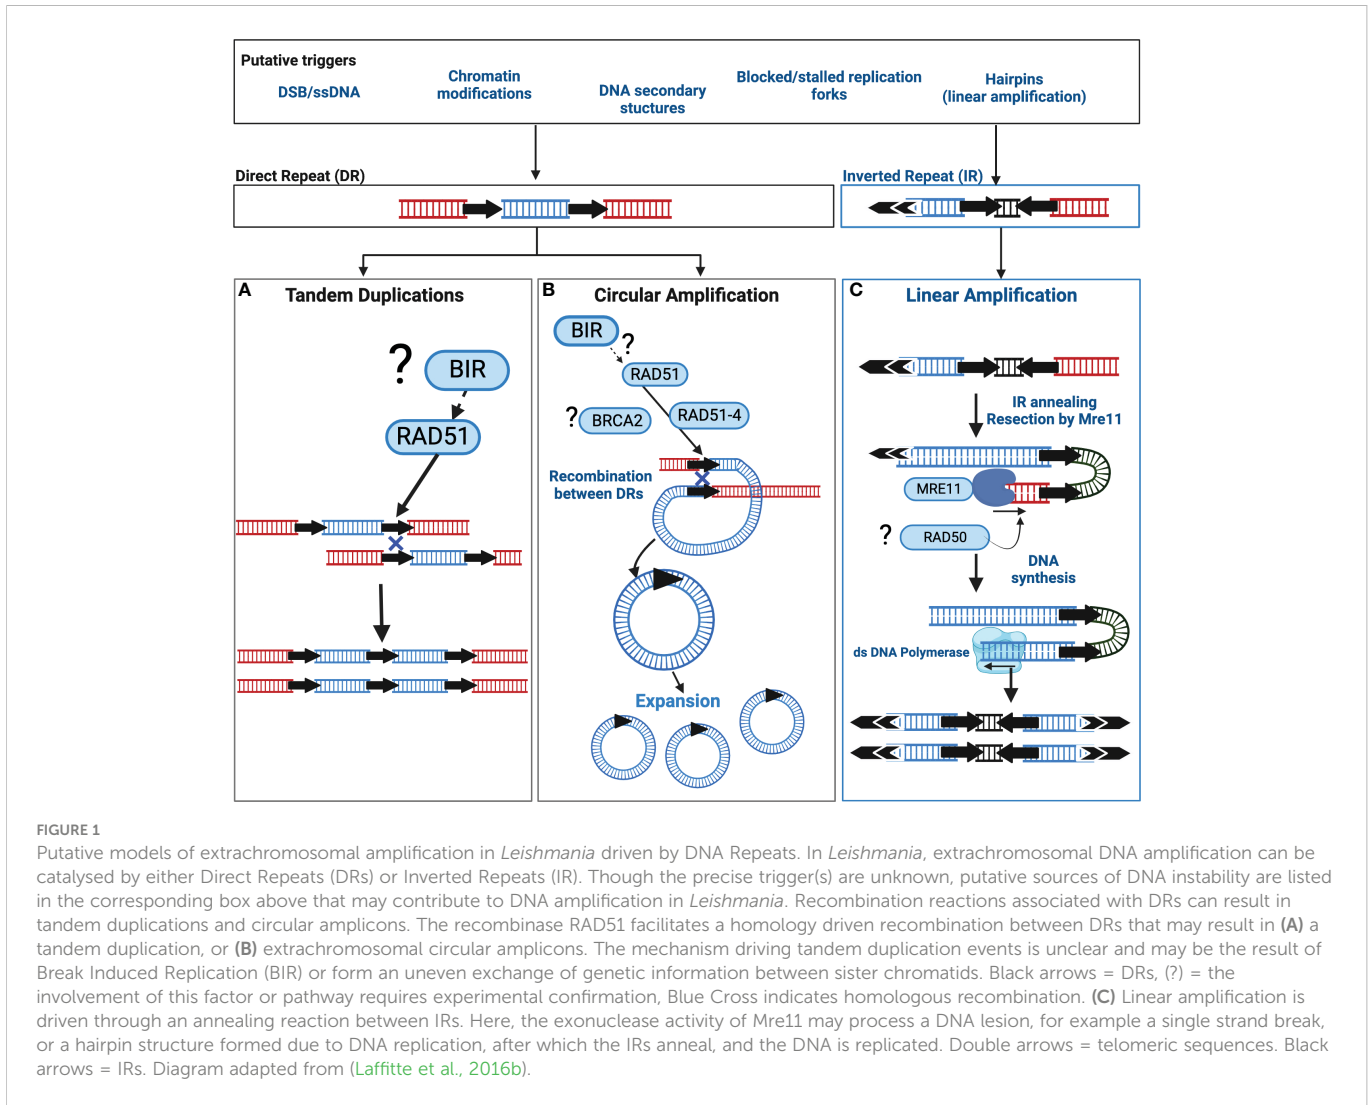 Putative triggers
DSB/ssDNA
Chromatin
modifications
DNA secondary
stuctures
Blocked/stalled replication
forks
Hairpins
(linear amplification)
Direct Repeat (DR)
Inverted Repeat (IR)
A
Tandem Duplications
?
BIR
RAD51
B
Circular Amplification
BIR
?
RAD51
?
BRCA2
RAD51-4
Recombination
between DRs
Expansion
C
Linear Amplification
IR annealing
Resection by Mre11
MRE11
?
RAD50
DNA
synthesis
ds DNA Polymerase
FIGURE 1
Putative models of extrachromosomal amplification in Leishmania driven by DNA Repeats. In Leishmania, extrachromosomal DNA amplification can be
catalysed by either Direct Repeats (DRs) or Inverted Repeats (IR). Though the precise trigger(s) are unknown, putative sources of DNA instability are listed
in the corresponding box above that may contribute to DNA amplification in Leishmania. Recombination reactions associated with DRs can result in
tandem duplications and circular amplicons. The recombinase RAD51 facilitates a homology driven recombination between DRs that may result in (A) a
tandem duplication, or (B) extrachromosomal circular amplicons. The mechanism driving tandem duplication events is unclear and may be the result of
Break Induced Replication (BIR) or form an uneven exchange of genetic information between sister chromatids. Black arrows = DRs, (?) = the
involvement of this factor or pathway requires experimental confirmation, Blue Cross indicates homologous recombination. (C) Linear amplification is
driven through an annealing reaction between IRs. Here, the exonuclease activity of Mre11 may process a DNA lesion, for example a single strand break,
or a hairpin structure formed due to DNA replication, after which the IRs anneal, and the DNA is replicated. Double arrows = telomeric sequences. Black
arrows = IRs. Diagram adapted from (Laffitte et al., 2016b).